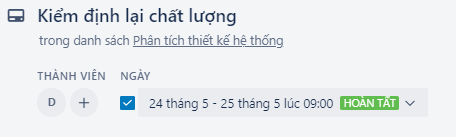 Kiểm định lại chất lượng
trong danh sách Phân tích thiết kế hệ thống
THÀNH VIÊN NGÀY
D + 24 tháng 5 - 25 tháng 5 lúc 09:00 HOÀN TẤT